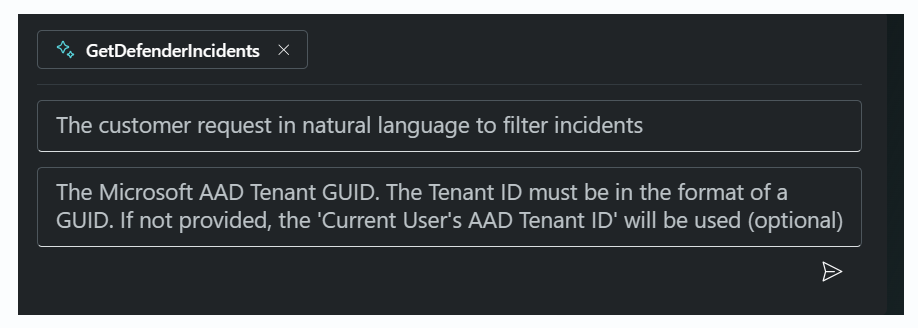 GetDefenderIncidents
The customer request in natural language to filter incidents
The Microsoft AAD Tenant GUID. The Tenant ID must be in the format of a
GUID. If not provided, the 'Current User's AAD Tenant ID' will be used (optional)